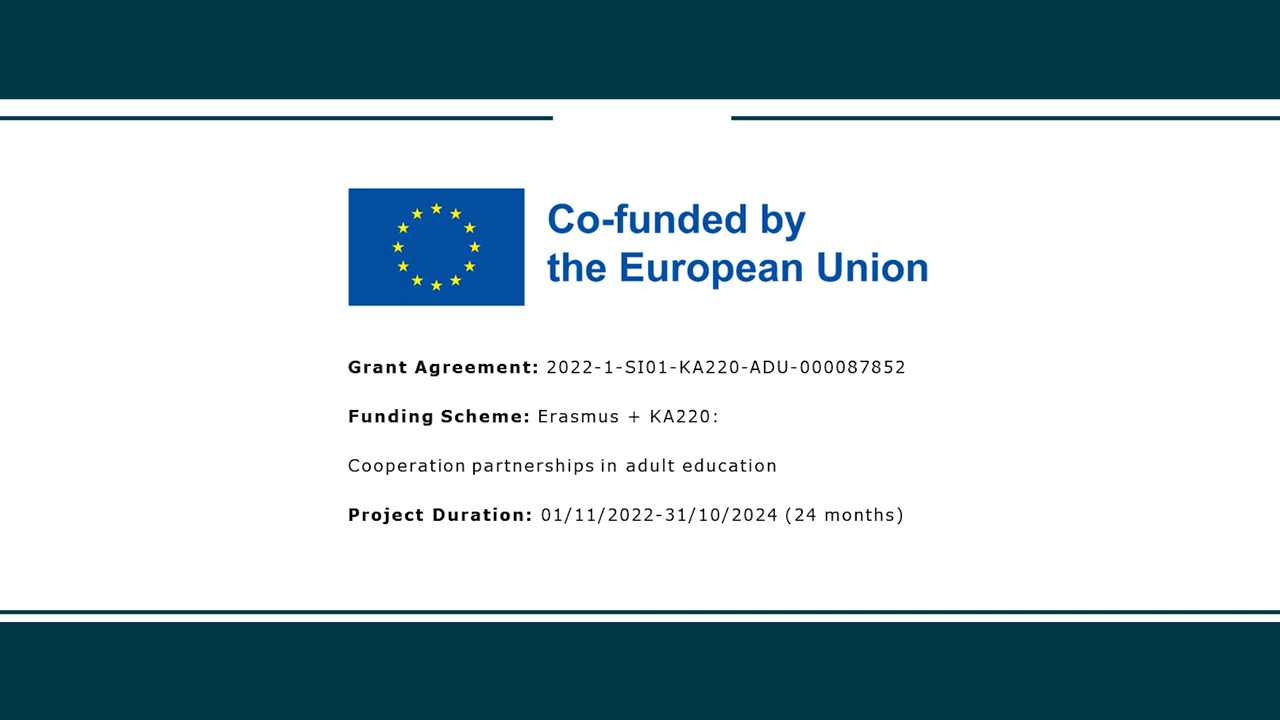 Co-funded by
the European Union
Grant Agreement: 2022-1-SI01-KA220-ADU-000087852
Funding Scheme: Erasmus + KA220:
Cooperation partnerships in adult education
Project Duration: 01/11/2022-31/10/2024 (24 months)